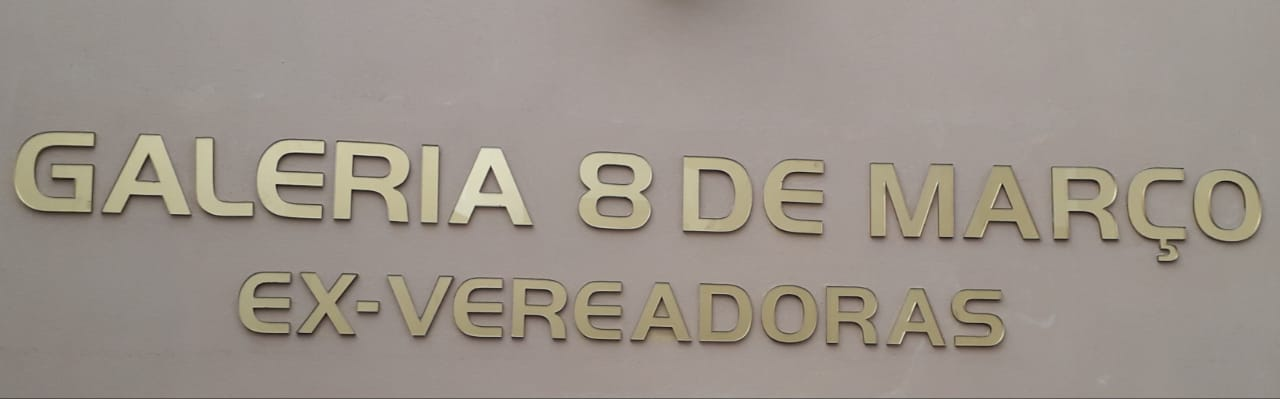 GALERIA 8 DE MARÇO
EX-VEREADORAS